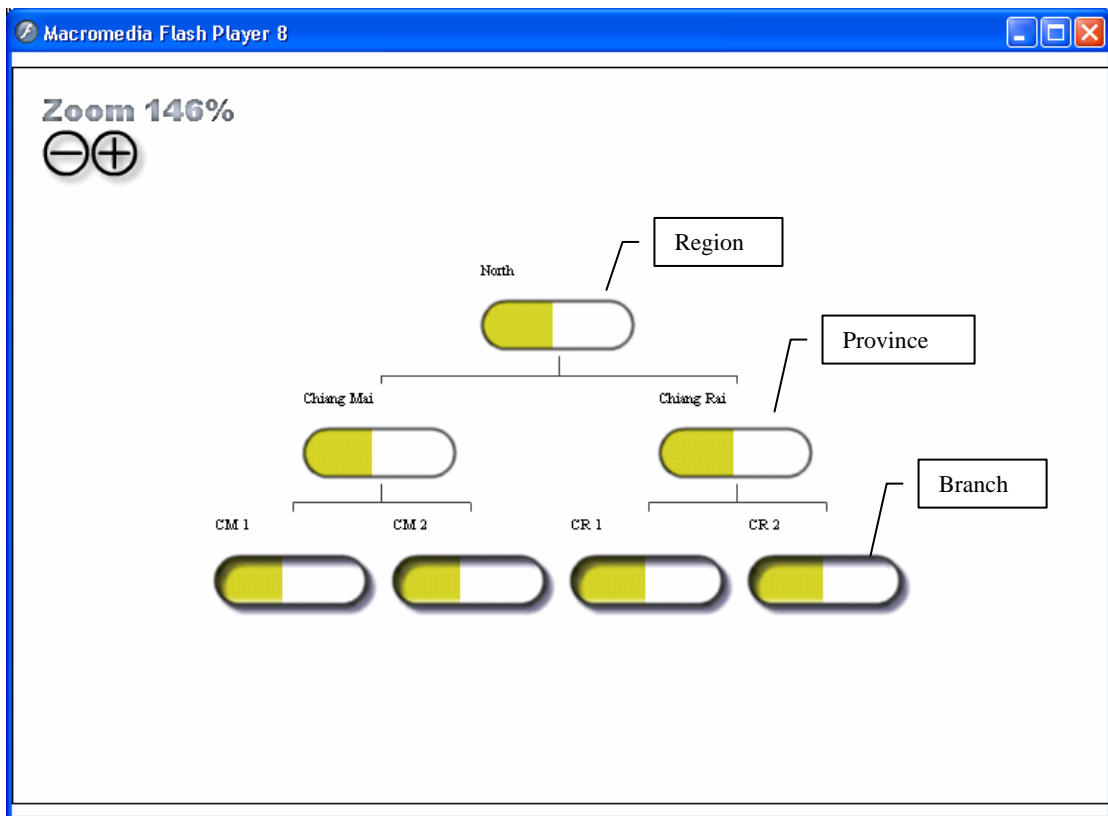 Macromedia Flash Player 8
Zoom 146%
Region
North
Province
Chiang Mai
Chiang Rai
Branch
CM 1
CM 2
CR 1
CR 2